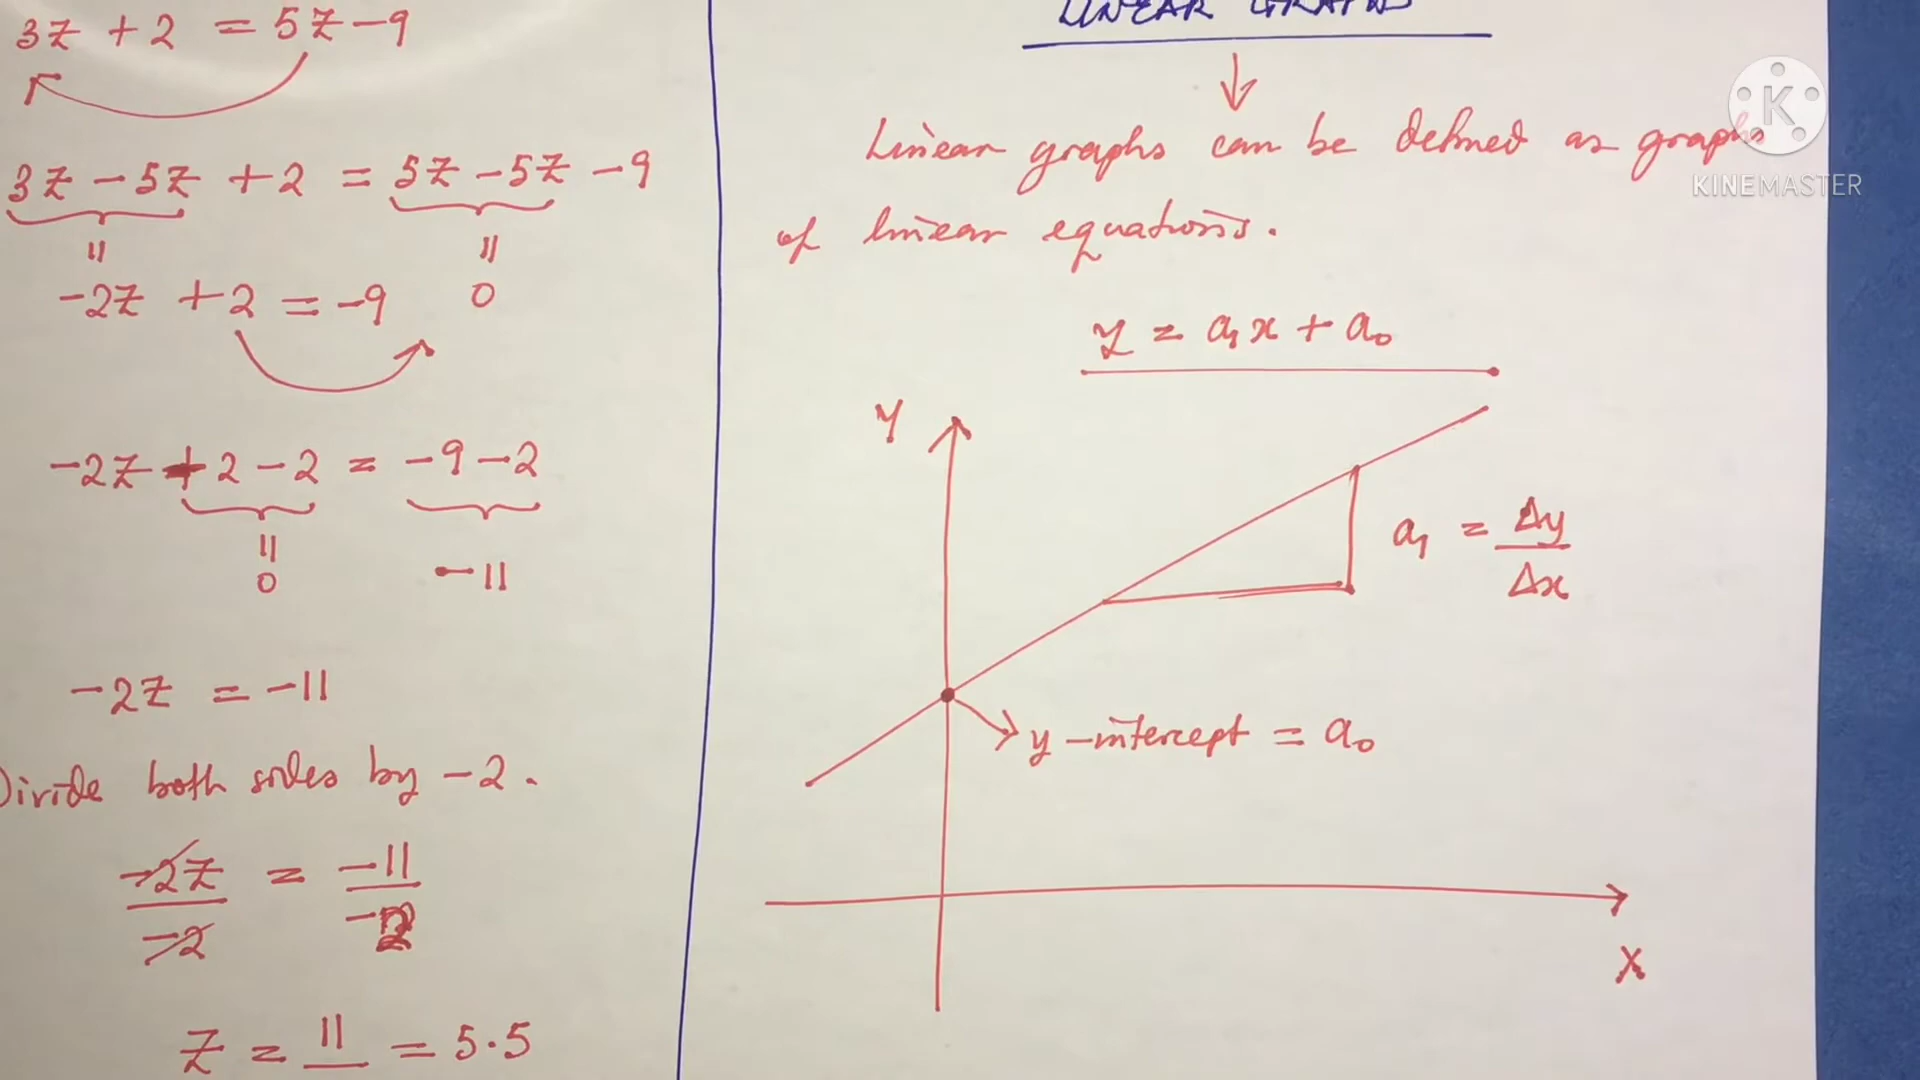 3z + 2 = 5z - 9
3z - 5z + 2 = 5z - 5z - 9
|| ||
-2z + 2 = -9 0
-2z + 2 - 2 = -9 - 2
||
0 -11
-2z = -11
Divide both sides by -2.
-2z = -11
-2 -2
z = 11 = 5.5
LINEAR GRAPHS
Linear graphs can be defined as graphs
of linear equations.
y = a₁x + a₀
Y
a₁ = Δy
Δx
y-intercept = a₀
X
K
KINEMASTER